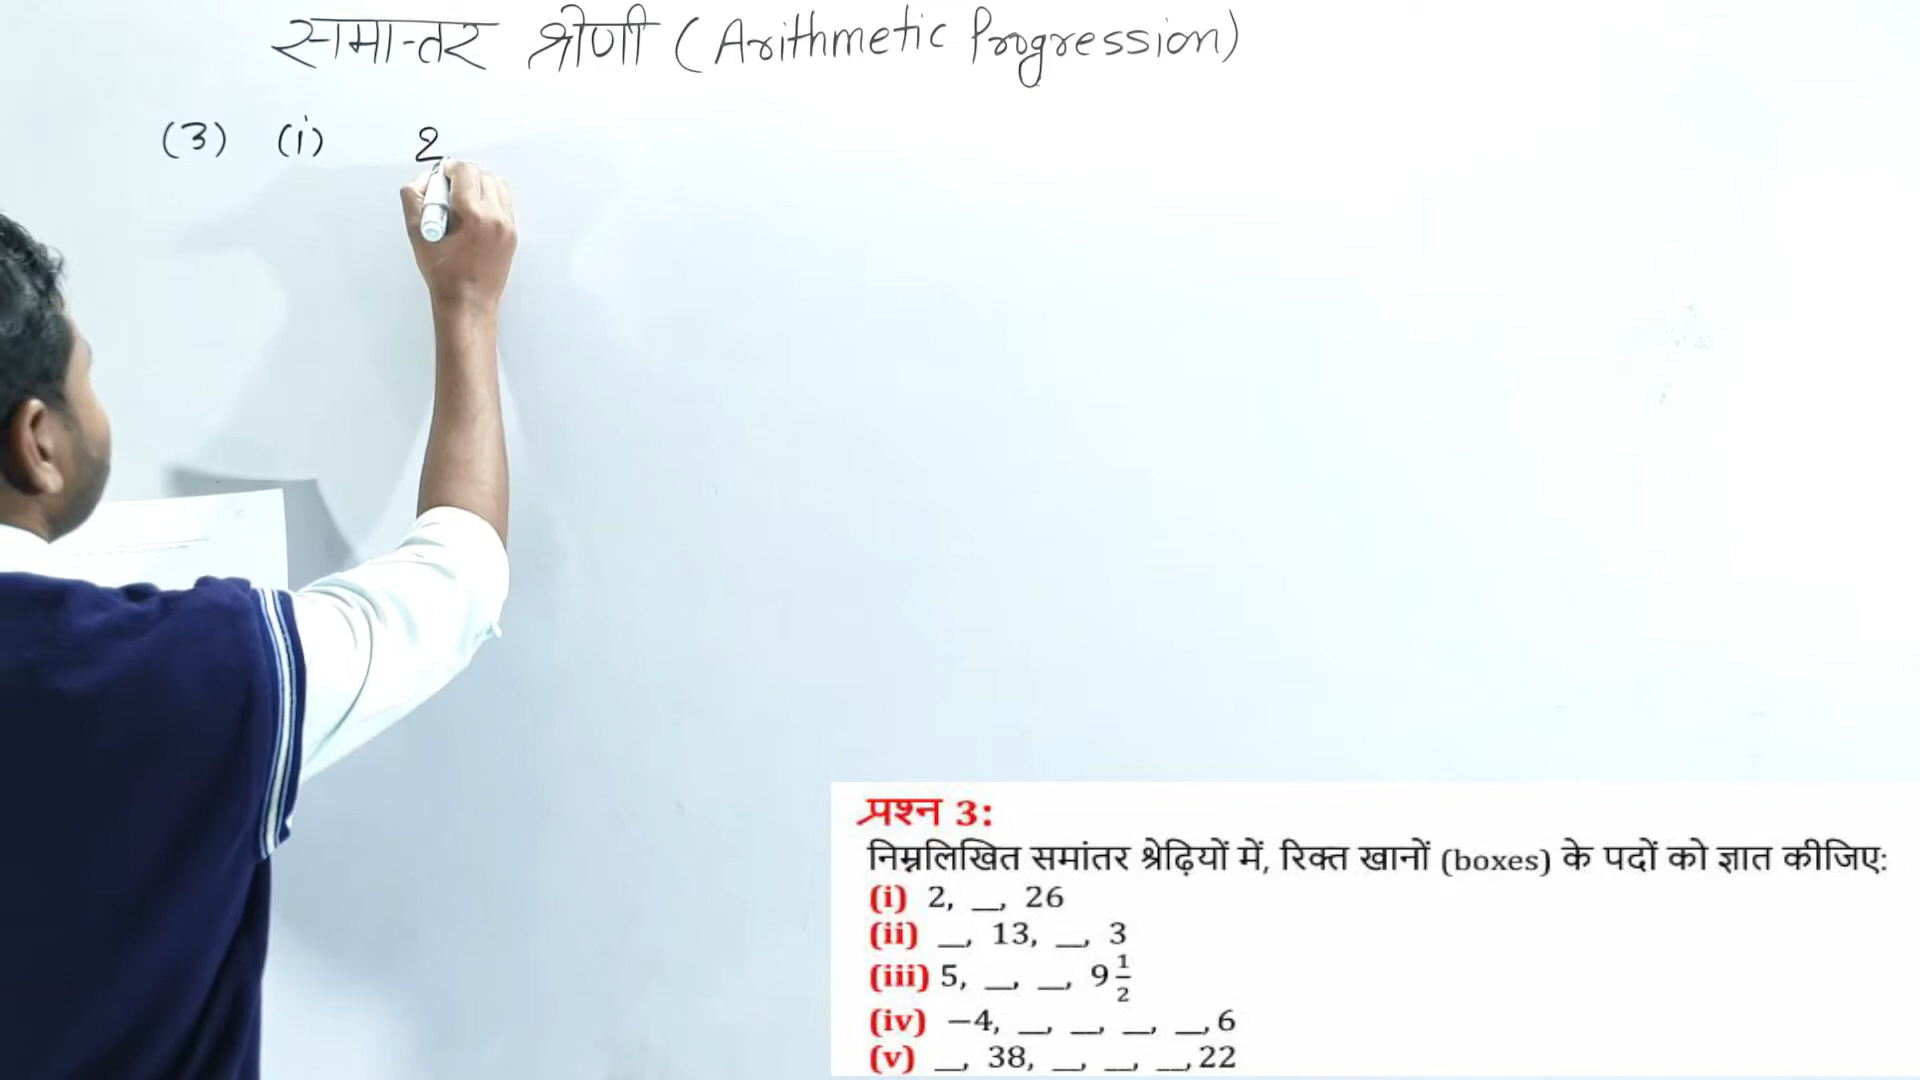 समान्तर श्रेणी (Arithmetic Progression)
(3) (i) 2
प्रश्न 3:
निम्नलिखित समांतर श्रेढ़ियों में, रिक्त खानों (boxes) के पदों को ज्ञात कीजिए:
(i) 2, __, 26
(ii) __, 13, __, 3
(iii) 5, __, __, 9 1/2
(iv) −4, __, __, __, __, 6
(v) __, 38, __, __, __, 22